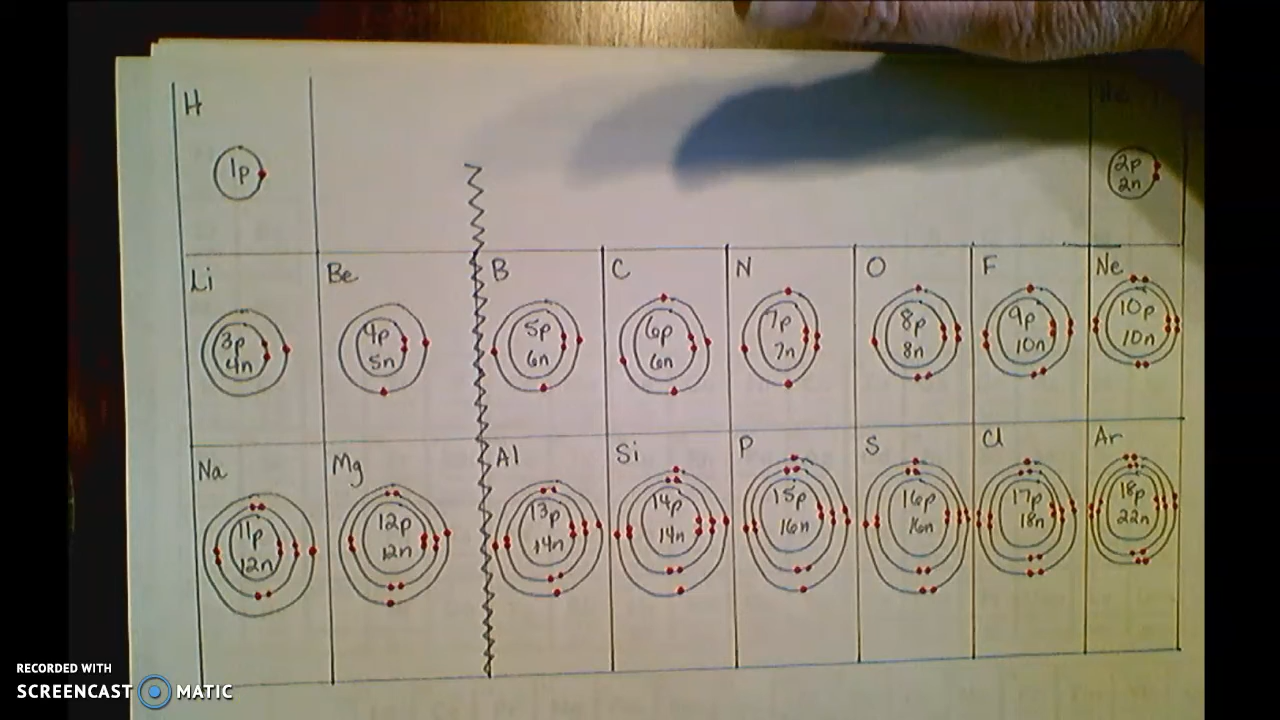 H
He
1p
2p
2n
Li
Be
B
C
N
O
F
Ne
3p
4n
4p
5n
5p
6n
6p
6n
7p
7n
8p
8n
9p
10n
10p
10n
Na
Mg
Al
Si
P
S
Cl
Ar
11p
12n
12p
12n
13p
14n
14p
14n
15p
16n
16p
16n
17p
18n
18p
22n
RECORDED WITH
SCREENCAST MATIC